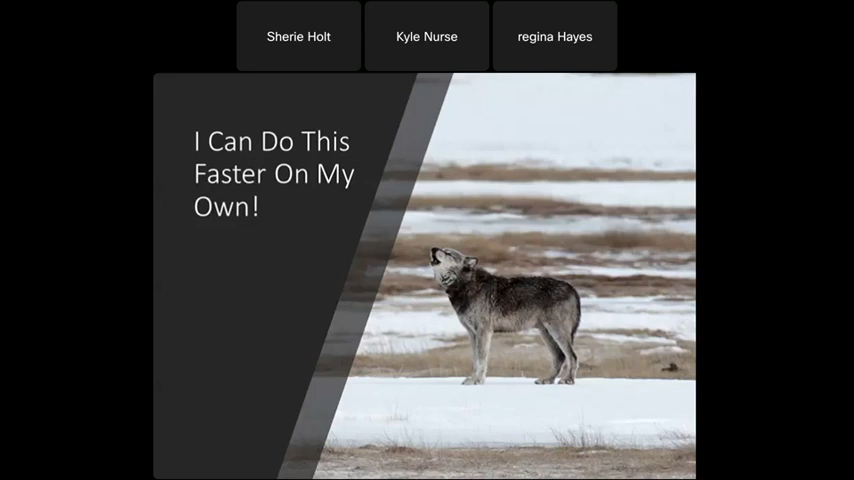 Sherie Holt
Kyle Nurse
regina Hayes
I Can Do This
Faster On My
Own!